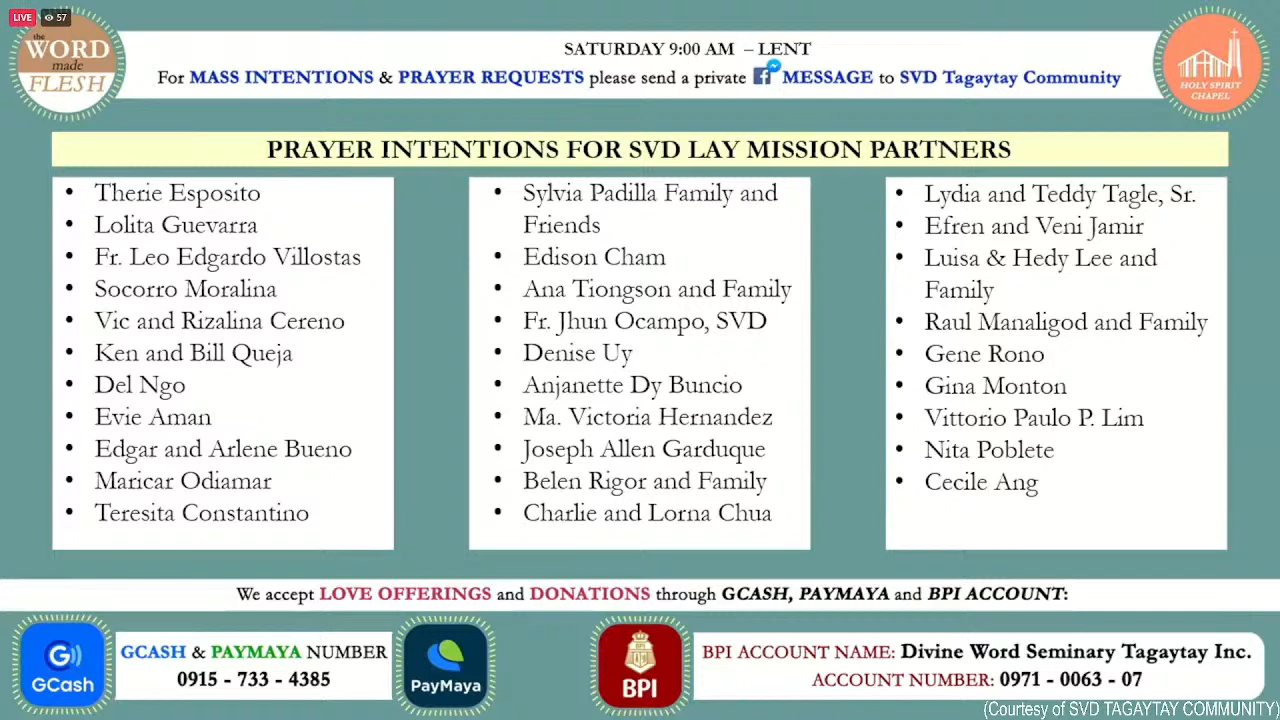 LIVE 57
the
WORD
made
FLESH
SATURDAY 9:00 AM – LENT
For MASS INTENTIONS & PRAYER REQUESTS please send a private MESSAGE to SVD Tagaytay Community
HOLY SPIRIT
CHAPEL
PRAYER INTENTIONS FOR SVD LAY MISSION PARTNERS
• Therie Esposito
• Lolita Guevarra
• Fr. Leo Edgardo Villostas
• Socorro Moralina
• Vic and Rizalina Cereno
• Ken and Bill Queja
• Del Ngo
• Evie Aman
• Edgar and Arlene Bueno
• Maricar Odiamar
• Teresita Constantino
• Sylvia Padilla Family and
Friends
• Edison Cham
• Ana Tiongson and Family
• Fr. Jhun Ocampo, SVD
• Denise Uy
• Anjanette Dy Buncio
• Ma. Victoria Hernandez
• Joseph Allen Garduque
• Belen Rigor and Family
• Charlie and Lorna Chua
• Lydia and Teddy Tagle, Sr.
• Efren and Veni Jamir
• Luisa & Hedy Lee and
Family
• Raul Manaligod and Family
• Gene Rono
• Gina Monton
• Vittorio Paulo P. Lim
• Nita Poblete
• Cecile Ang
We accept LOVE OFFERINGS and DONATIONS through GCASH, PAYMAYA and BPI ACCOUNT:
GCash
GCASH & PAYMAYA NUMBER
0915 - 733 - 4385
PayMaya
BPI
BPI ACCOUNT NAME: Divine Word Seminary Tagaytay Inc.
ACCOUNT NUMBER: 0971 - 0063 - 07
(Courtesy of SVD TAGAYTAY COMMUNITY)